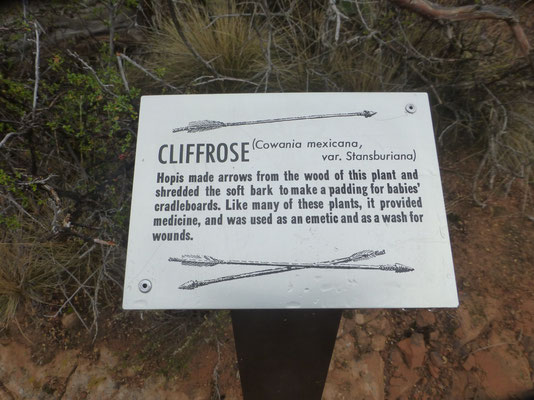 CLIFFROSE (Cowania mexicana,
var. Stansburiana)
Hopis made arrows from the wood of this plant and
shredded the soft bark to make a padding for babies'
cradleboards. Like many of these plants, it provided
medicine, and was used as an emetic and as a wash for
wounds.